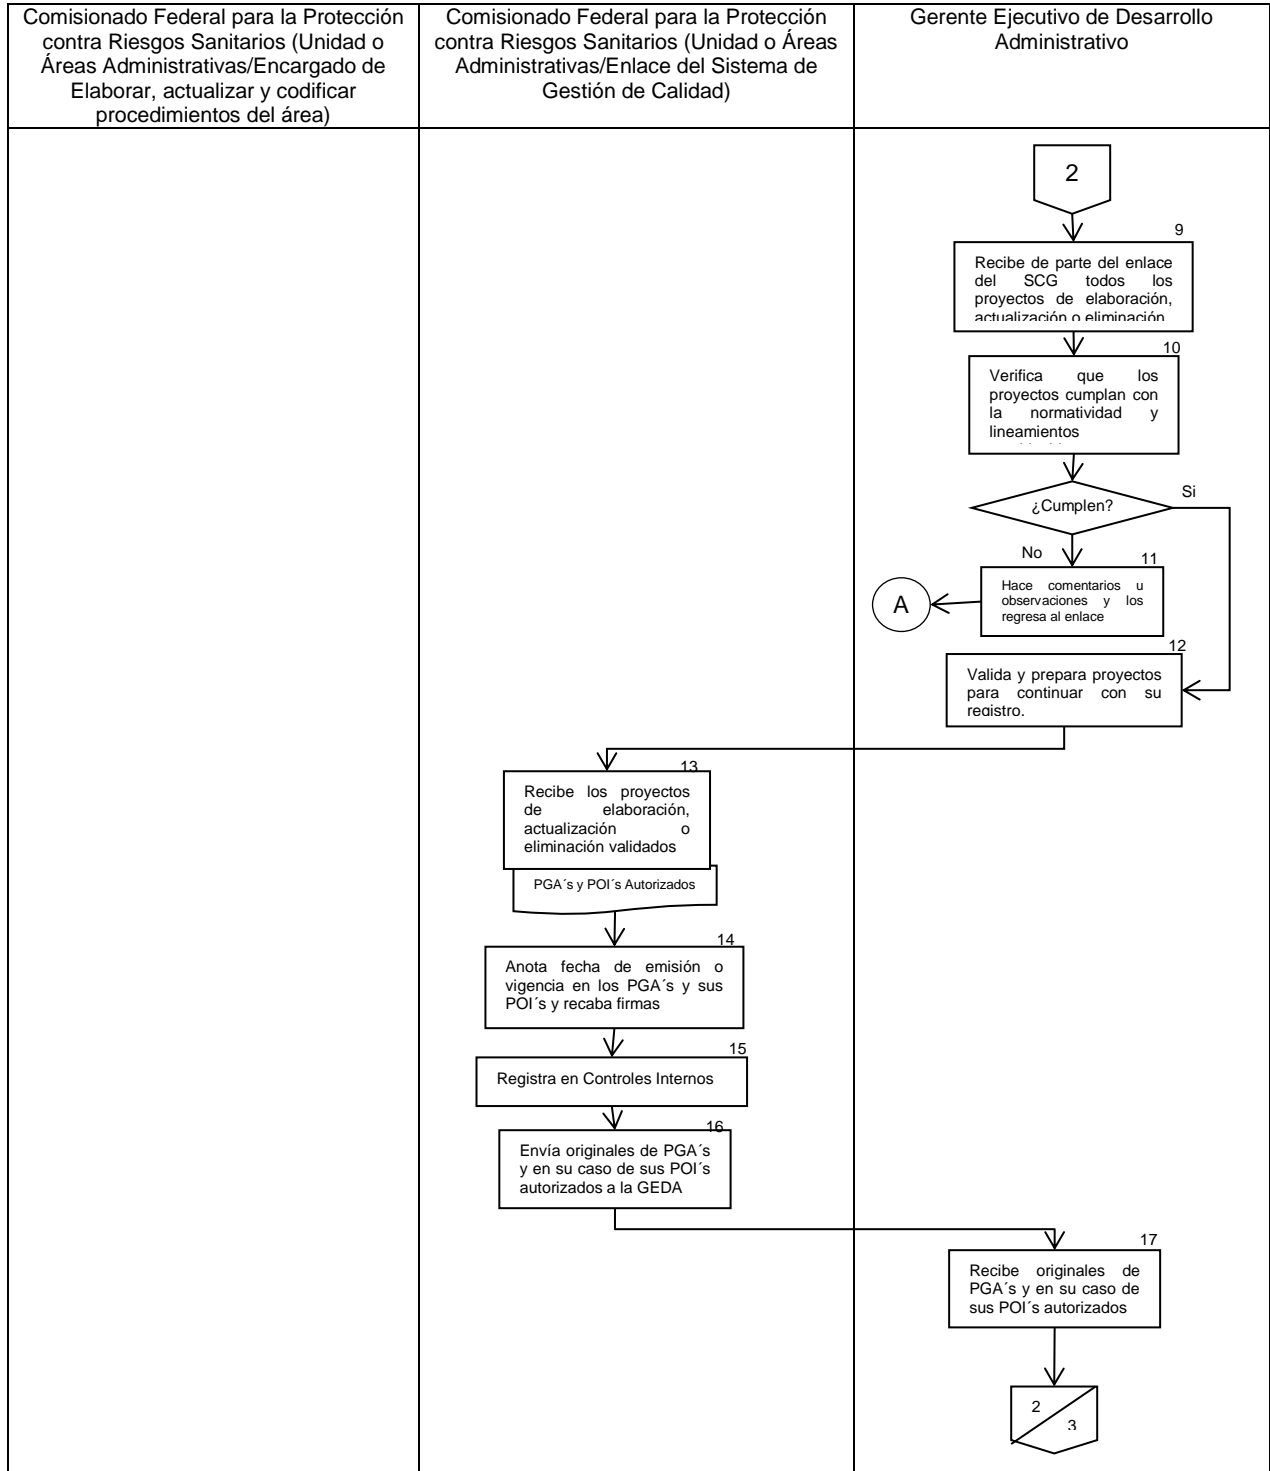 Comisionado Federal para la Protección
contra Riesgos Sanitarios (Unidad o
Áreas Administrativas/Encargado de
Elaborar, actualizar y codificar
procedimientos del área)
Comisionado Federal para la Protección
contra Riesgos Sanitarios (Unidad o Áreas
Administrativas/Enlace del Sistema de
Gestión de Calidad)
Gerente Ejecutivo de Desarrollo
Administrativo
2
9
Recibe de parte del enlace
del SCG todos los
proyectos de elaboración,
actualización o eliminación
10
Verifica que los
proyectos cumplan con
la normatividad y
lineamientos
¿Cumplen?
Si
No
11
Hace comentarios u
observaciones y los
regresa al enlace
A
12
Valida y prepara proyectos
para continuar con su
registro.
13
Recibe los proyectos
de elaboración,
actualización o
eliminación validados
PGA´s y POI´s Autorizados
14
Anota fecha de emisión o
vigencia en los PGA´s y sus
POI´s y recaba firmas
15
Registra en Controles Internos
16
Envía originales de PGA´s
y en su caso de sus POI´s
autorizados a la GEDA
17
Recibe originales de
PGA´s y en su caso de
sus POI´s autorizados
2
3